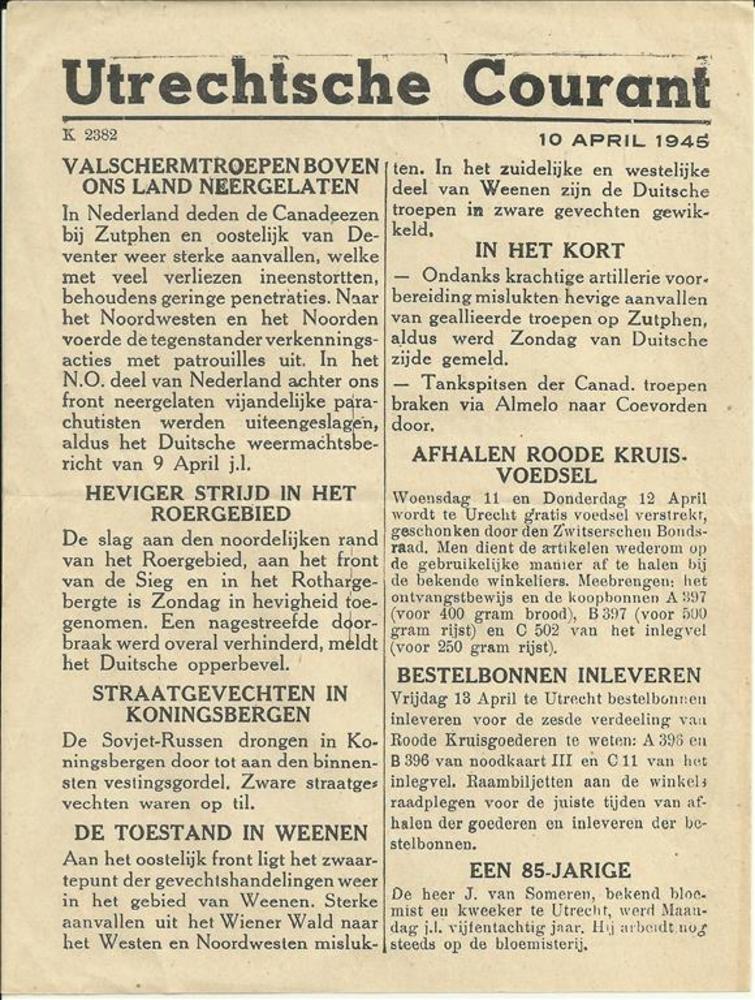 Utrechtsche Courant
K 2382
10 APRIL 1945
VALSCHERMTROEPEN BOVEN
ONS LAND NEERGELATEN
In Nederland deden de Canadeezen
bij Zutphen en oostelijk van De-
venter weer sterke aanvallen, welke
met veel verliezen ineenstortten,
behoudens geringe penetraties. Naar
het Noordwesten en het Noorden
voerde de tegenstander verkennings-
acties met patrouilles uit. In het
N.O. deel van Nederland achter ons
front neergelaten vijandelijke para-
chutisten werden uiteengeslagen,
aldus het Duitsche weermachtsbe-
richt van 9 April j.l.
HEVIGER STRIJD IN HET
ROERGEBIED
De slag aan den noordelijken rand
van het Roergebied, aan het front
van de Sieg en in het Rotharge-
bergte is Zondag in hevigheid toe-
genomen. Een nagestreefde door-
braak werd overal verhinderd, meldt
het Duitsche opperbevel.
STRAATGEVECHTEN IN
KONINGSBERGEN
De Sovjet-Russen drongen in Ko-
ningsbergen door tot aan den binnen-
sten vestingsgordel. Zware straatge-
vechten waren op til.
DE TOESTAND IN WEENEN
Aan het oostelijk front ligt het zwaar-
tepunt der gevechtshandelingen weer
in het gebied van Weenen. Sterke
aanvallen uit het Wiener Wald naar
het Westen en Noordwesten misluk-
ten. In het zuidelijke en westelijke
deel van Weenen zijn de Duitsche
troepen in zware gevechten gewik-
keld.
IN HET KORT
— Ondanks krachtige artillerie voor-
bereiding mislukten hevige aanvallen
van geallieerde troepen op Zutphen,
aldus werd Zondag van Duitsche
zijde gemeld.
— Tankspitsen der Canad. troepen
braken via Almelo naar Coevorden
door.
AFHALEN ROODE KRUIS-
VOEDSEL
Woensdag 11 en Donderdag 12 April
wordt te Urecht gratis voedsel verstrekt,
geschonken door den Zwitserschen Bonds-
raad. Men dient de artikelen wederom op
de gebruikelijke manier af te halen bij
de bekende winkeliers. Meebrengen: het
ontvangstbewijs en de koopbonnen A 397
(voor 400 gram brood), B 397 (voor 500
gram rijst) en C 502 van het inlegvel
(voor 250 gram rijst).
BESTELBONNEN INLEVEREN
Vrijdag 13 April te Utrecht bestelbonnen
inleveren voor de zesde verdeeling van
Roode Kruisgoederen te weten: A 396 en
B 396 van noodkaart III en C 11 van het
inlegvel. Raambiljetten aan de winkels
raadplegen voor de juiste tijden van af-
halen der goederen en inleveren der be-
stelbonnen.
EEN 85-JARIGE
De heer J. van Someren, bekend bloe-
mist en kweeker te Utrecht, werd Maan-
dag j.l. vijfentachtig jaar. Hij arbeidt nog
steeds op de bloemisterij.